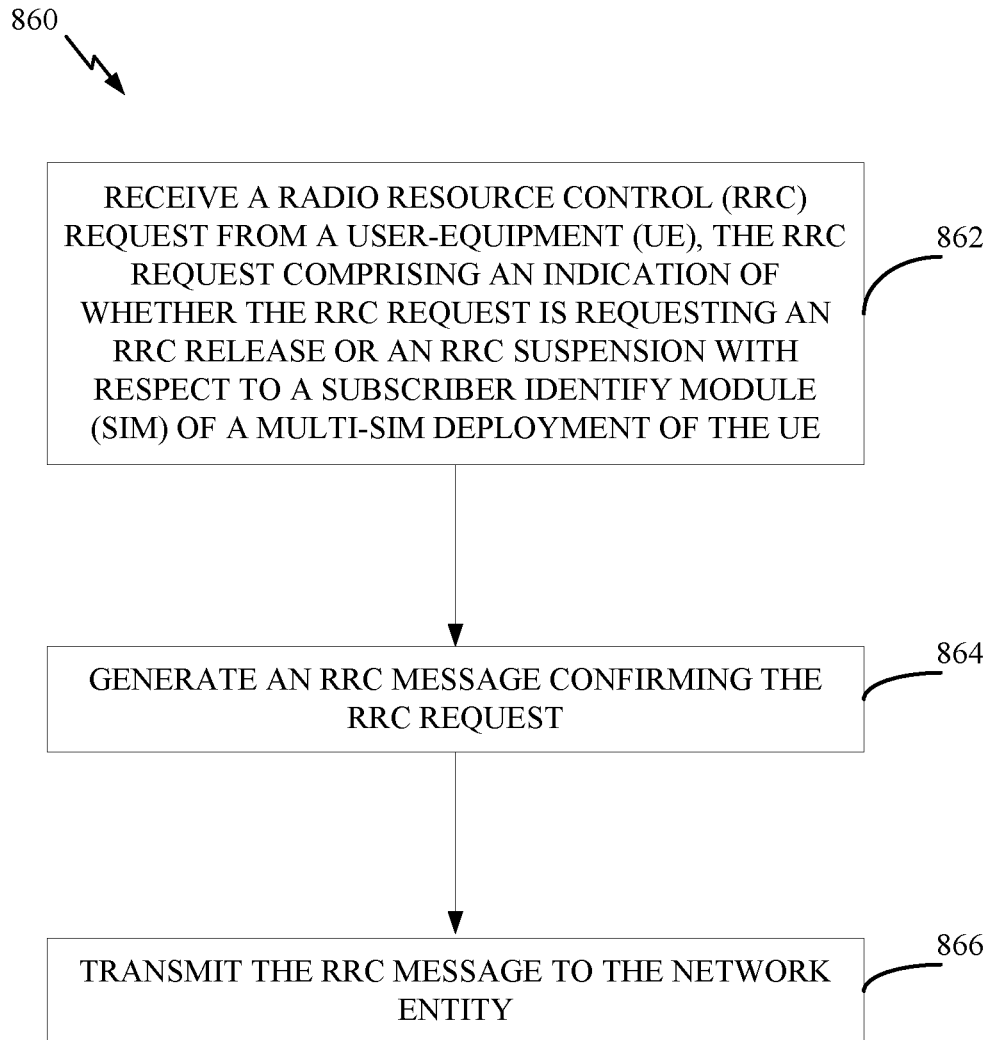 860
RECEIVE A RADIO RESOURCE CONTROL (RRC)
REQUEST FROM A USER-EQUIPMENT (UE), THE RRC
REQUEST COMPRISING AN INDICATION OF
WHETHER THE RRC REQUEST IS REQUESTING AN
RRC RELEASE OR AN RRC SUSPENSION WITH
RESPECT TO A SUBSCRIBER IDENTIFY MODULE
(SIM) OF A MULTI-SIM DEPLOYMENT OF THE UE
862
GENERATE AN RRC MESSAGE CONFIRMING THE
RRC REQUEST
864
TRANSMIT THE RRC MESSAGE TO THE NETWORK
ENTITY
866